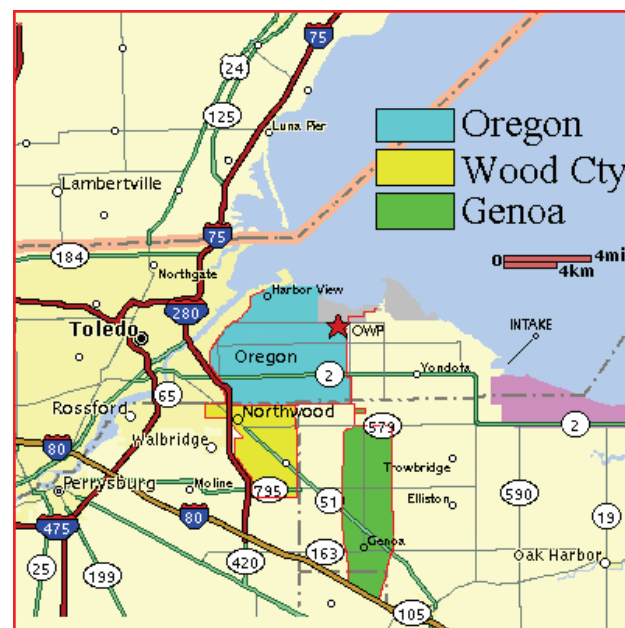 75
24
125
Luna Pier
Oregon
Wood Cty
Genoa
Lambertville
75
184
Northgate
0 4mi
4km
Harbor View
280
Toledo
OWP
INTAKE
Oregon
2
Yondota
65
Rossford
Northwood
579
2
Walbridge
80
Trowbridge
Perrysburg
Moline
795
51
Elliston
590
80
19
475
163
Genoa
Oak Harbor
25
199
420
105